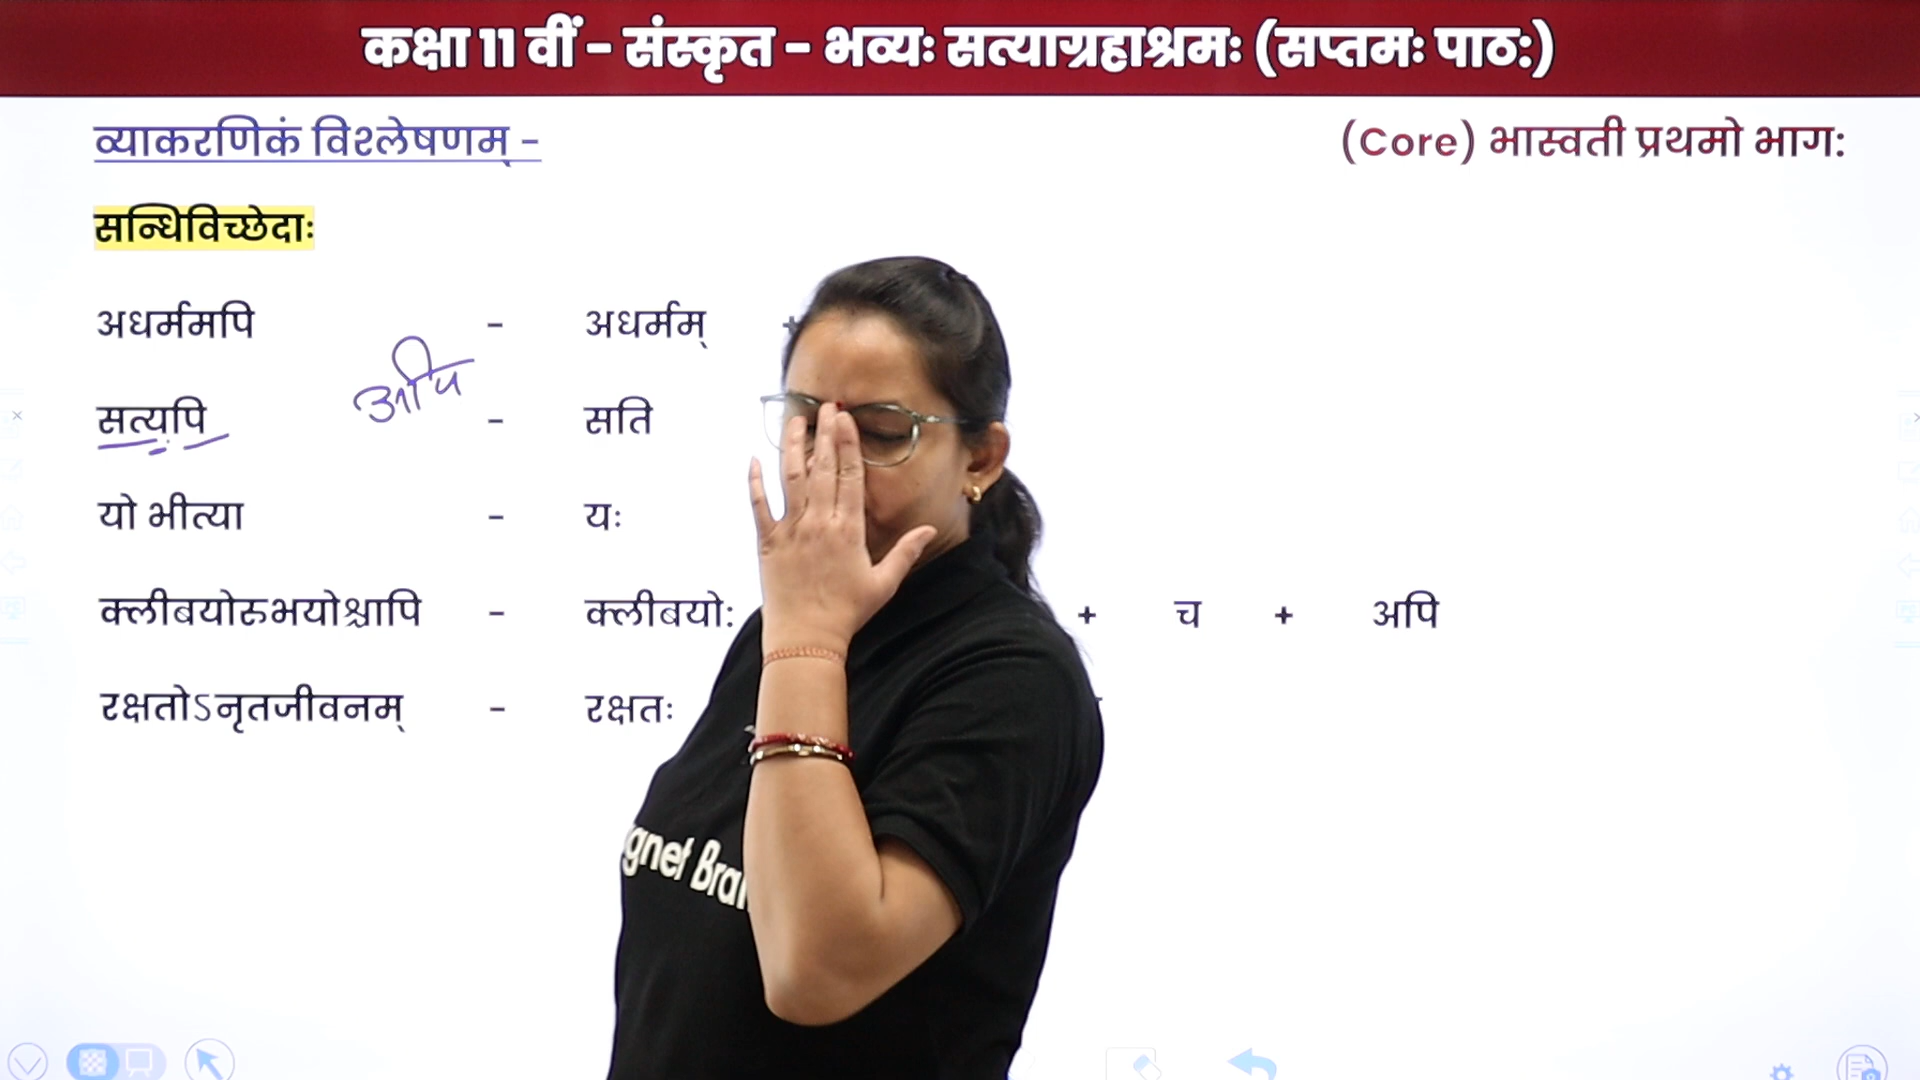 कक्षा 11 वीं - संस्कृत - भव्यः सत्याग्रहाश्रमः (सप्तमः पाठ:)
व्याकरणिकं विश्लेषणम् -
(Core) भास्वती प्रथमो भाग:
सन्धिविच्छेदाः
अधर्ममपि - अधर्मम् +
अपि
सत्यपि - सति
यो भीत्या - यः
क्लीबयोरुभयोश्चापि - क्लीबयो: + च + अपि
रक्षतोऽनृतजीवनम् - रक्षतः
gnet Bra